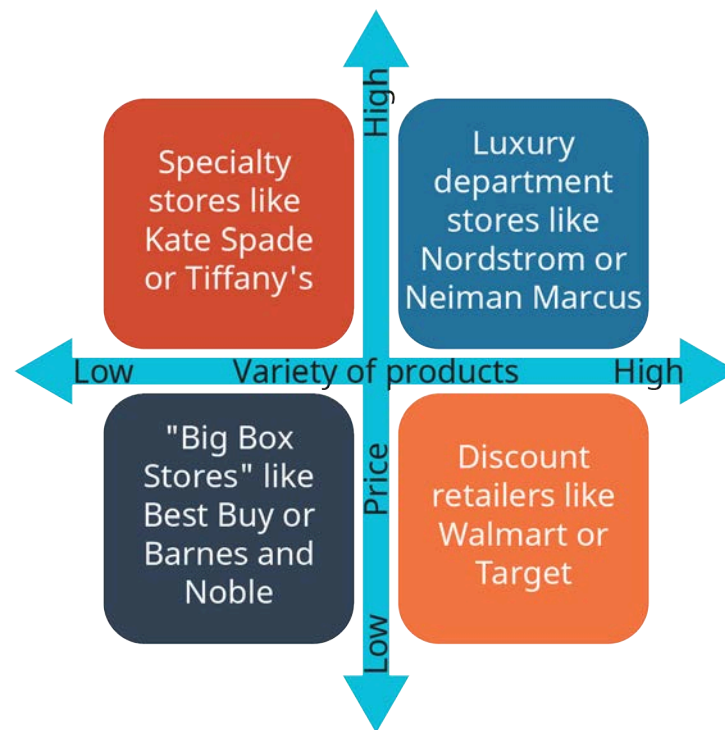 High
Specialty
stores like
Kate Spade
or Tiffany's
Luxury
department
stores like
Nordstrom or
Neiman Marcus
Low
Variety of products
High
"Big Box
Stores" like
Best Buy or
Barnes and
Noble
Price
Discount
retailers like
Walmart or
Target
Low